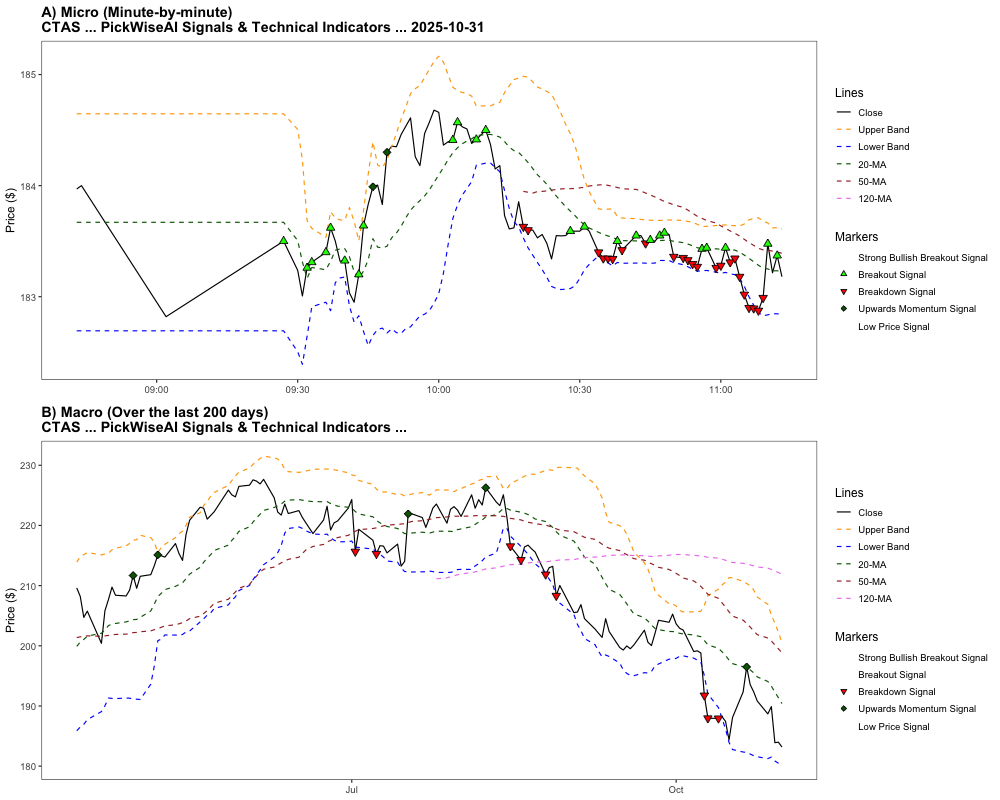 A) Micro (Minute-by-minute)
CTAS ... PickWiseAI Signals & Technical Indicators ... 2025-10-31
Price ($)
185
184
183
09:00
09:30
10:00
10:30
11:00
Lines
Close
Upper Band
Lower Band
20-MA
50-MA
120-MA
Markers
Strong Bullish Breakout Signal
Breakout Signal
Breakdown Signal
Upwards Momentum Signal
Low Price Signal
B) Macro (Over the last 200 days)
CTAS ... PickWiseAI Signals & Technical Indicators ...
Price ($)
230
220
210
200
190
180
Jul
Oct
Lines
Close
Upper Band
Lower Band
20-MA
50-MA
120-MA
Markers
Strong Bullish Breakout Signal
Breakout Signal
Breakdown Signal
Upwards Momentum Signal
Low Price Signal